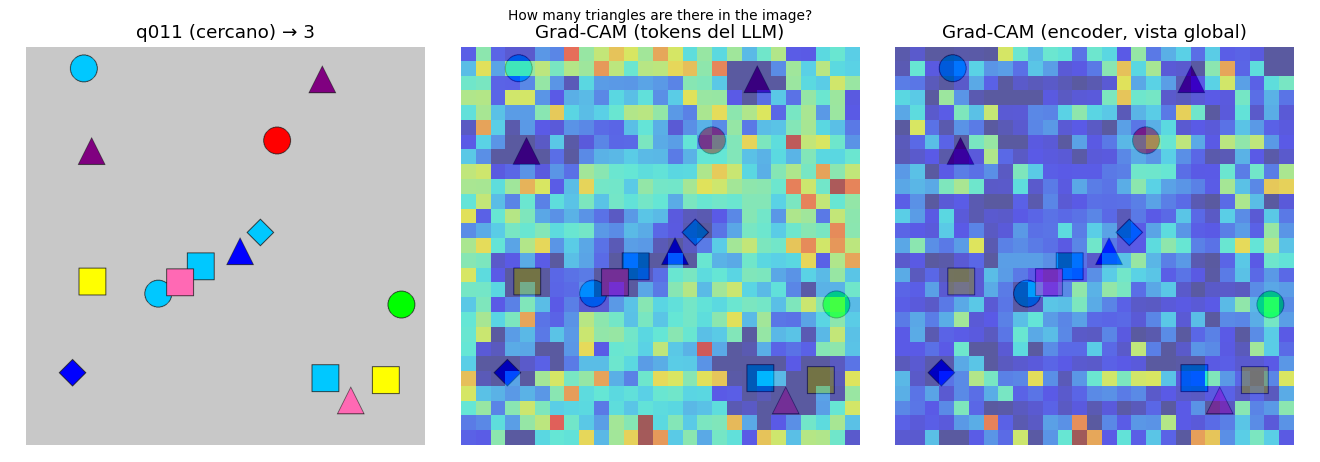 How many triangles are there in the image?
q011 (cercano) → 3
Grad-CAM (tokens del LLM)
Grad-CAM (encoder, vista global)